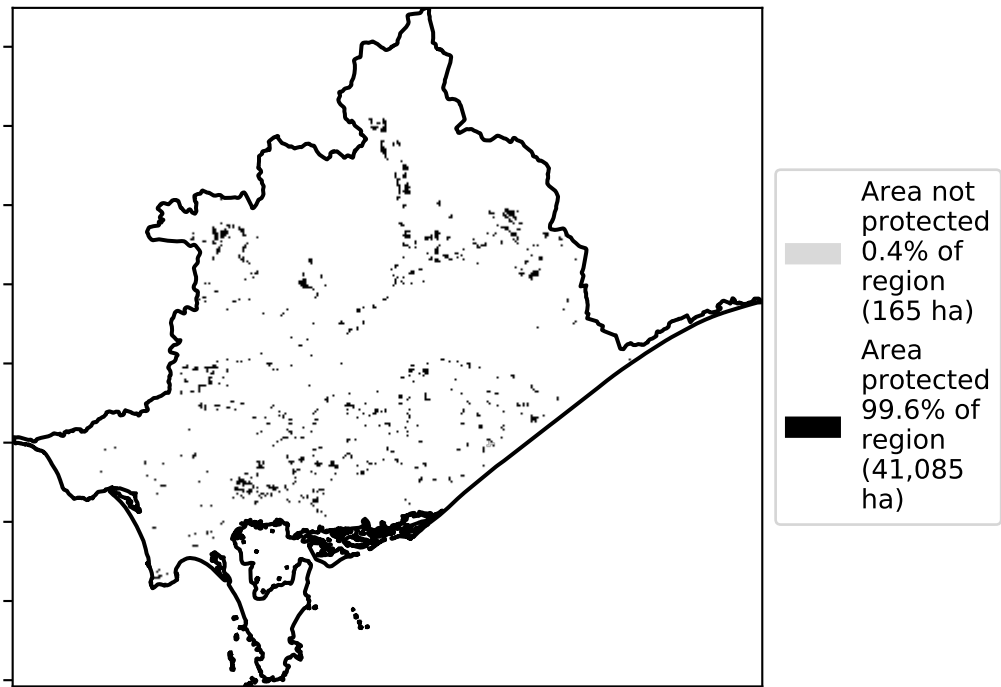 Area not
protected
0.4% of
region
(165 ha)
Area
protected
99.6% of
region
(41,085
ha)